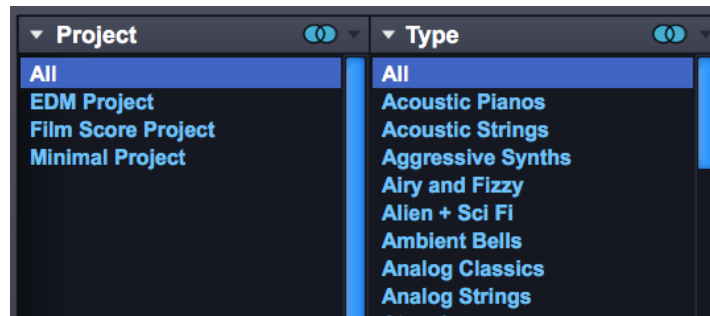 Project
All
EDM Project
Film Score Project
Minimal Project
Type
All
Acoustic Pianos
Acoustic Strings
Aggressive Synths
Airy and Fizzy
Alien + Sci Fi
Ambient Bells
Analog Classics
Analog Strings